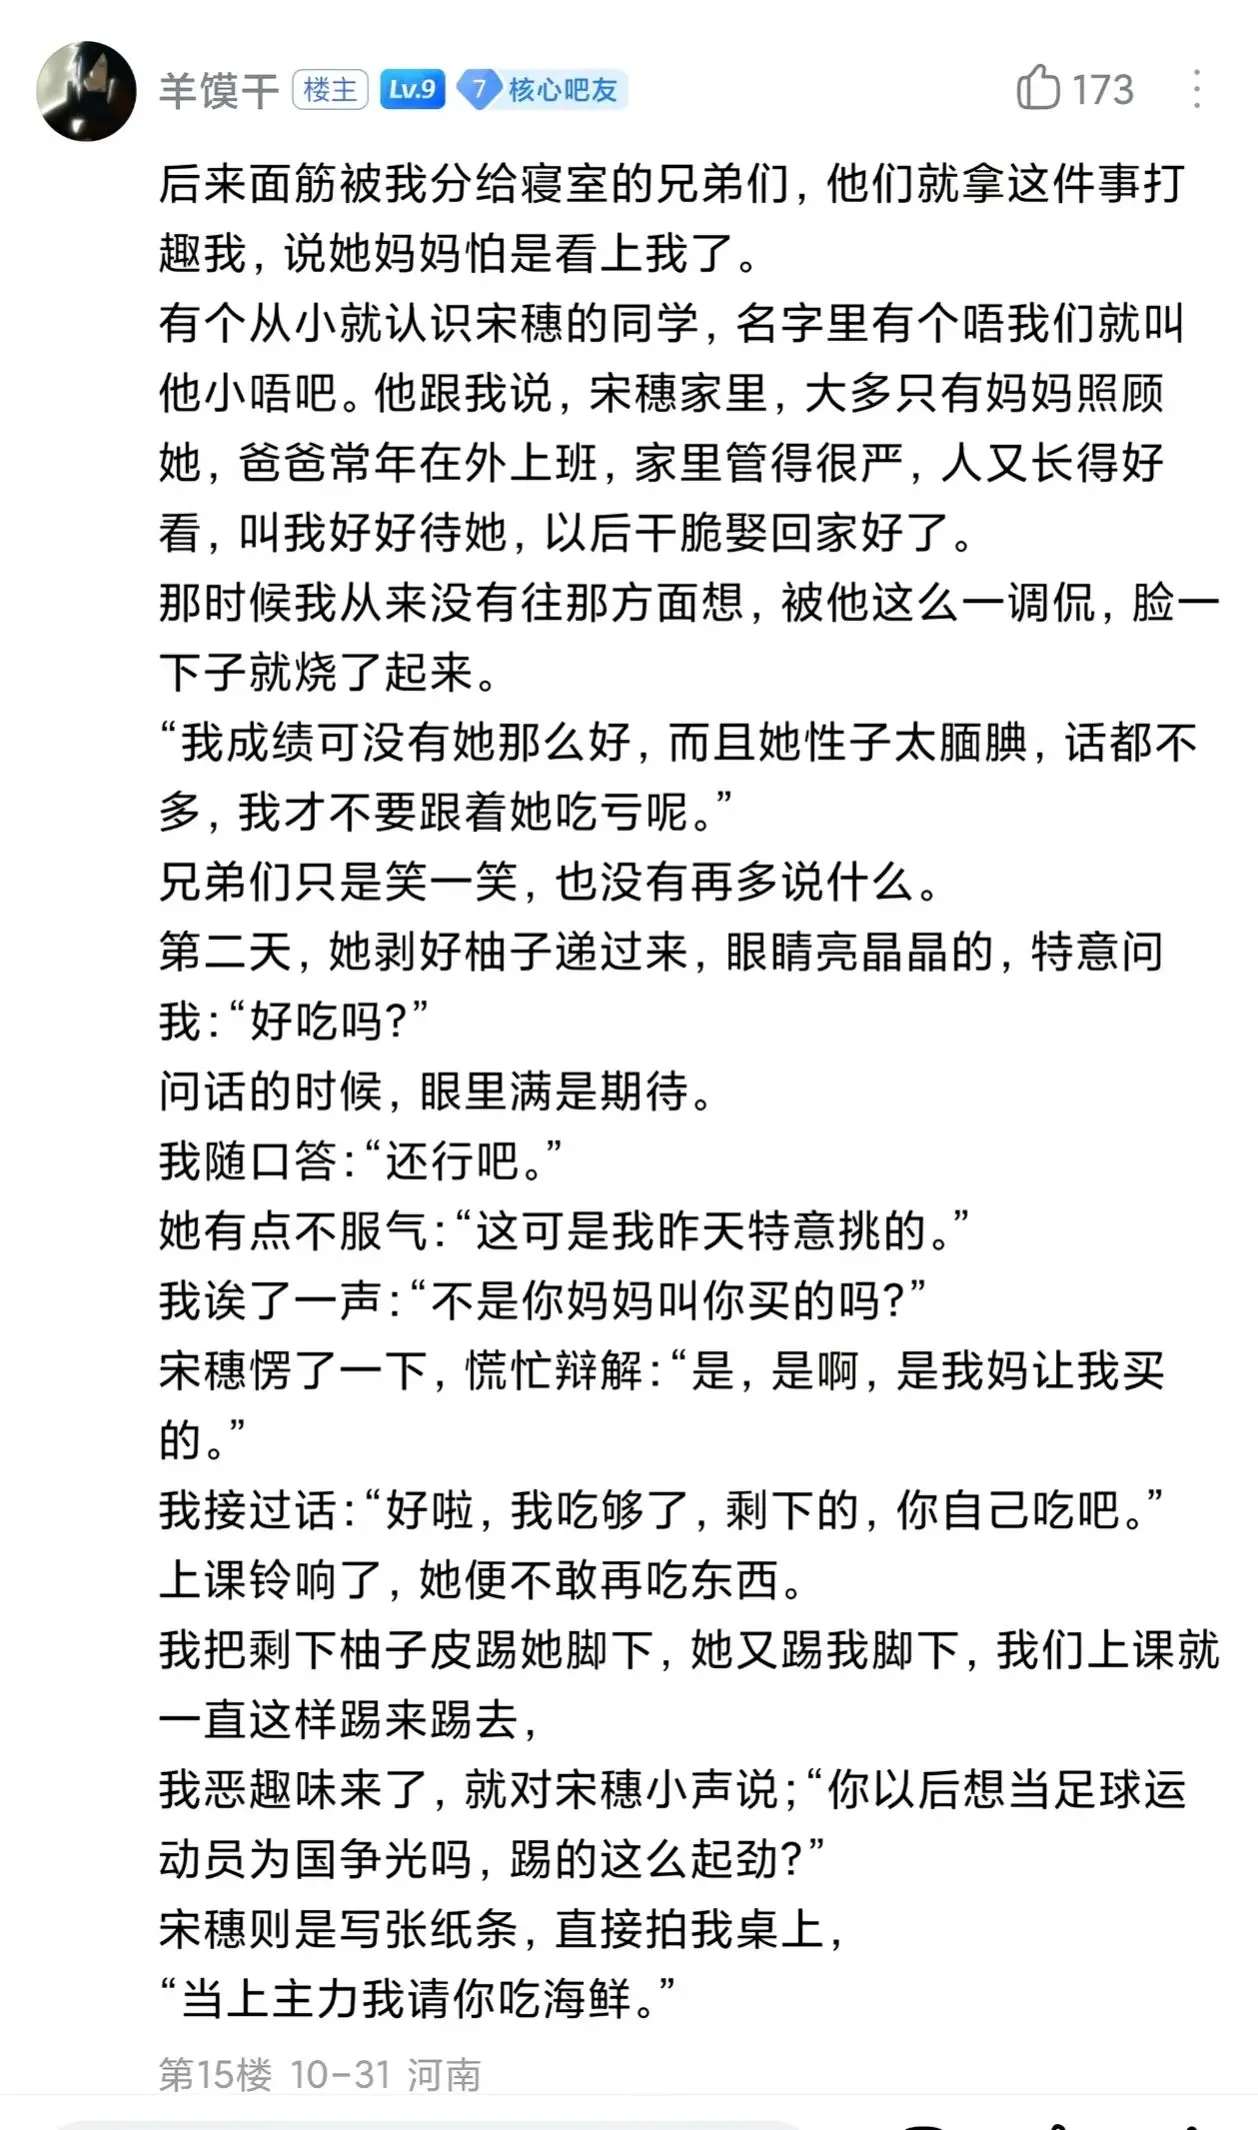 羊馍干 楼主 Lv.9 7 核心吧友 173
后来面筋被我分给寝室的兄弟们，他们就拿这件事打
趣我，说她妈妈怕是看上我了。
有个从小就认识宋穗的同学，名字里有个唔我们就叫
他小唔吧。他跟我说，宋穗家里，大多只有妈妈照顾
她，爸爸常年在外上班，家里管得很严，人又长得好
看，叫我好好待她，以后干脆娶回家好了。
那时候我从来没有往那方面想，被他这么一调侃，脸一
下子就烧了起来。
“我成绩可没有她那么好，而且她性子太腼腆，话都不
多，我才不要跟着她吃亏呢。”
兄弟们只是笑一笑，也没有再多说什么。
第二天，她剥好柚子递过来，眼睛亮晶晶的，特意问
我：“好吃吗？”
问话的时候，眼里满是期待。
我随口答：“还行吧。”
她有点不服气：“这可是我昨天特意挑的。”
我诶了一声：“不是你妈妈叫你买的吗？”
宋穗愣了一下，慌忙辩解：“是，是啊，是我妈让我买
的。”
我接过话：“好啦，我吃够了，剩下的，你自己吃吧。”
上课铃响了，她便不敢再吃东西。
我把剩下柚子皮踢她脚下，她又踢我脚下，我们上课就
一直这样踢来踢去，
我恶趣味来了，就对宋穗小声说；“你以后想当足球运
动员为国争光吗，踢的这么起劲？”
宋穗则是写张纸条，直接拍我桌上，
“当上主力我请你吃海鲜。”
第15楼 10-31 河南